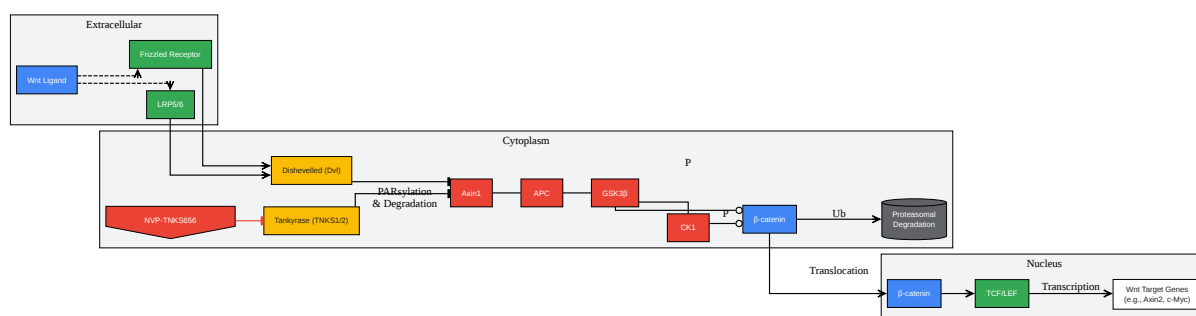 Extracellular
Frizzled Receptor
Wnt Ligand
LRP5/6
Cytoplasm
P
Dishevelled (Dvl)
PARsylation
& Degradation
Axin1
APC
GSK3β
NVP-TNKS656
Tankyrase (TNKS1/2)
CK1
P
β-catenin
Ub
Proteasomal
Degradation
Translocation
Nucleus
β-catenin
TCF/LEF
Transcription
Wnt Target Genes
(e.g., Axin2, c-Myc)